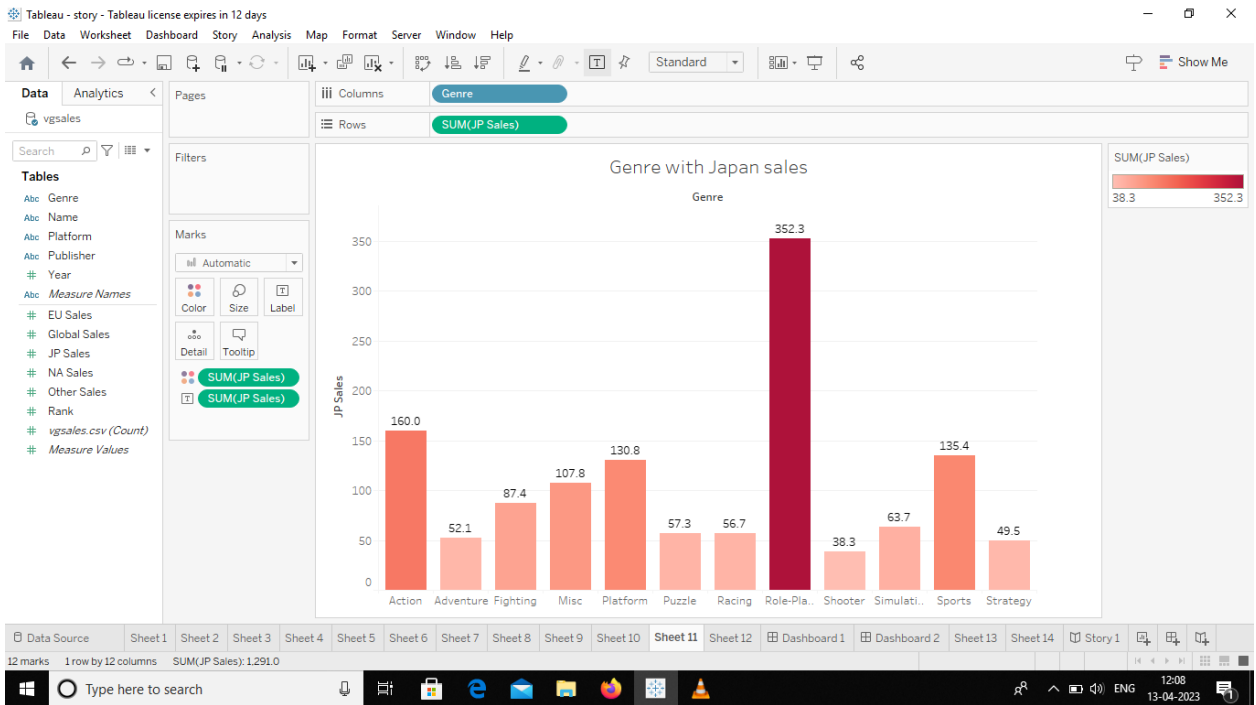 Tableau - story - Tableau license expires in 12 days
File Data Worksheet Dashboard Story Analysis Map Format Server Window Help
Standard
Show Me
Data Analytics
vgsales
Search
Tables
Abc Genre
Abc Name
Abc Platform
Abc Publisher
# Year
Abc Measure Names
# EU Sales
# Global Sales
# JP Sales
# NA Sales
# Other Sales
# Rank
# vgsales.csv (Count)
# Measure Values
Pages
Filters
Marks
Automatic
Color Size Label
Detail Tooltip
SUM(JP Sales)
T SUM(JP Sales)
Columns Genre
Rows SUM(JP Sales)
Genre with Japan sales
Genre
JP Sales
350
300
250
200
150
100
50
0
160.0
52.1
87.4
107.8
130.8
57.3
56.7
352.3
38.3
63.7
135.4
49.5
Action Adventure Fighting Misc Platform Puzzle Racing Role-Pla.. Shooter Simulati.. Sports Strategy
SUM(JP Sales)
38.3 352.3
Data Source Sheet 1 Sheet 2 Sheet 3 Sheet 4 Sheet 5 Sheet 6 Sheet 7 Sheet 8 Sheet 9 Sheet 10 Sheet 11 Sheet 12 Dashboard 1 Dashboard 2 Sheet 13 Sheet 14 Story 1
12 marks 1 row by 12 columns SUM(JP Sales): 1,291.0
Type here to search
ENG
12:08
13-04-2023
1